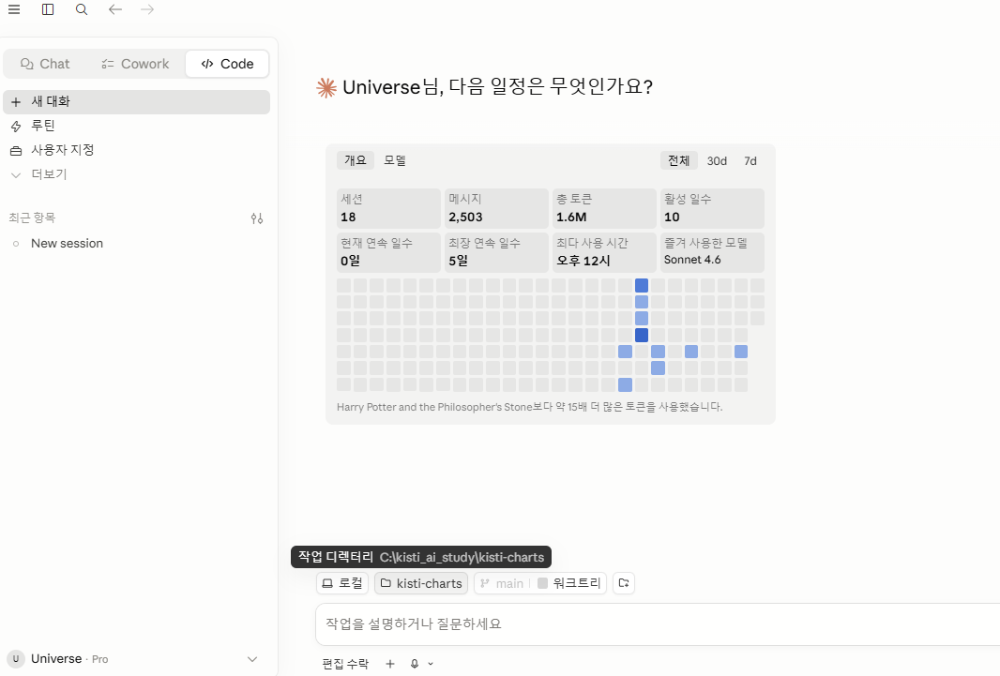 Chat Cowork Code
새 대화
루틴
사용자 지정
더보기
최근 항목
New session
Universe님, 다음 일정은 무엇인가요?
개요 모델 전체 30d 7d
세션 메시지 총 토큰 활성 일수
18 2,503 1.6M 10
현재 연속 일수 최장 연속 일수 최다 사용 시간 즐겨 사용한 모델
0일 5일 오후 12시 Sonnet 4.6
Harry Potter and the Philosopher's Stone보다 약 15배 더 많은 토큰을 사용했습니다.
작업 디렉터리 C:\kisti_ai_study\kisti-charts
로컬 kisti-charts main 워크트리
작업을 설명하거나 질문하세요
편집 수락
U Universe · Pro